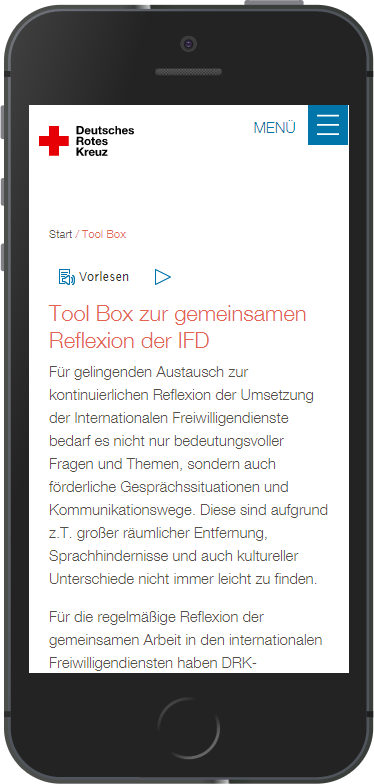 Deutsches
Rotes
Kreuz
MENÜ
Start / Tool Box
Vorlesen
Tool Box zur gemeinsamen
Reflexion der IFD
Für gelingenden Austausch zur
kontinuierlichen Reflexion der Umsetzung
der Internationalen Freiwilligendienste
bedarf es nicht nur bedeutungsvoller
Fragen und Themen, sondern auch
förderliche Gesprächssituationen und
Kommunikationswege. Diese sind aufgrund
z.T. großer räumlicher Entfernung,
Sprachhindernisse und auch kultureller
Unterschiede nicht immer leicht zu finden.
Für die regelmäßige Reflexion der
gemeinsamen Arbeit in den internationalen
Freiwilligendiensten haben DRK-